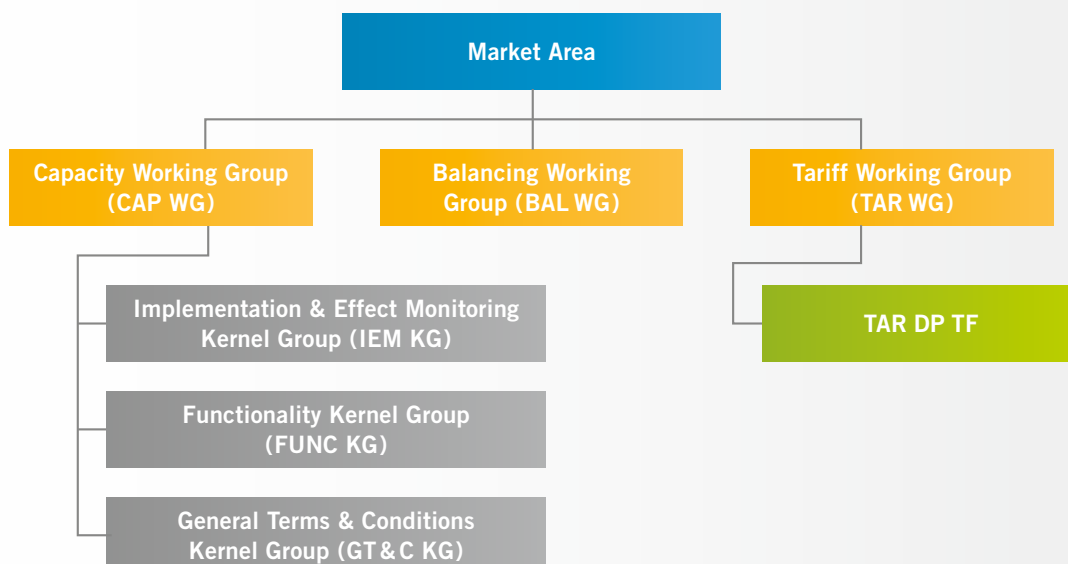 Market Area
Capacity Working Group
(CAP WG)
Balancing Working
Group (BAL WG)
Tariff Working Group
(TAR WG)
Implementation & Effect Monitoring
Kernel Group (IEM KG)
TAR DP TF
Functionality Kernel Group
(FUNC KG)
General Terms & Conditions
Kernel Group (GT & C KG)